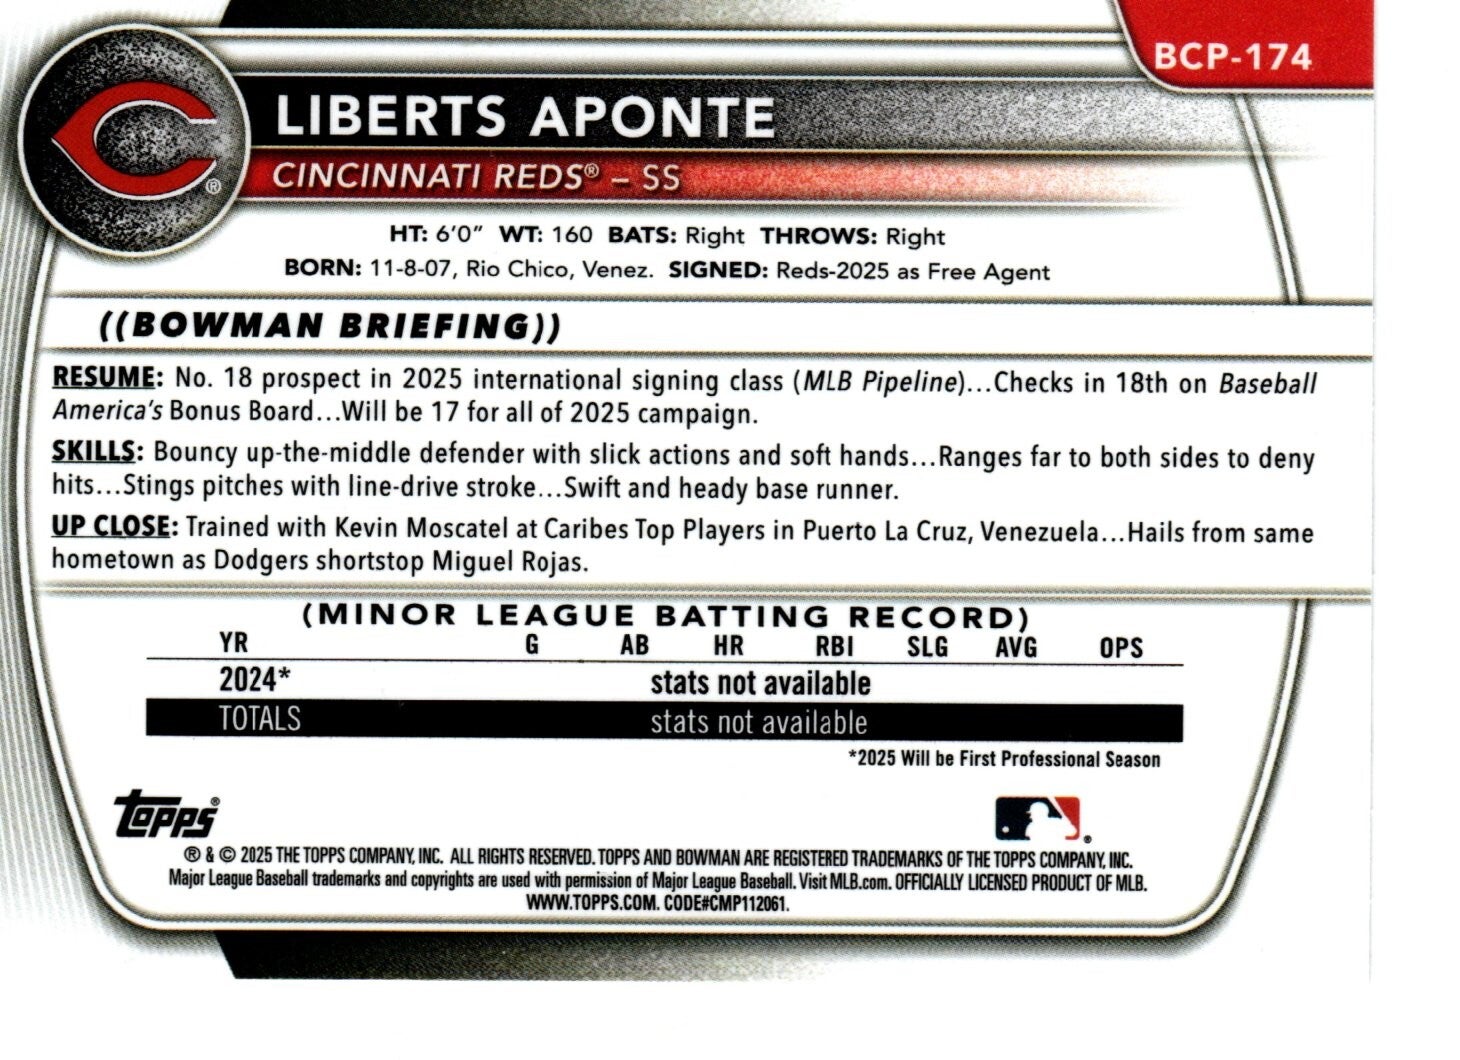 BCP-174
LIBERTS APONTE
CINCINNATI REDS® – SS
®
HT: 6'0" WT: 160 BATS: Right THROWS: Right
BORN: 11-8-07, Rio Chico, Venez. SIGNED: Reds-2025 as Free Agent
((BOWMAN BRIEFING))
RESUME: No. 18 prospect in 2025 international signing class (MLB Pipeline)...Checks in 18th on Baseball
America's Bonus Board...Will be 17 for all of 2025 campaign.
SKILLS: Bouncy up-the-middle defender with slick actions and soft hands...Ranges far to both sides to deny
hits...Stings pitches with line-drive stroke...Swift and heady base runner.
UP CLOSE: Trained with Kevin Moscatel at Caribes Top Players in Puerto La Cruz, Venezuela...Hails from same
hometown as Dodgers shortstop Miguel Rojas.
(MINOR LEAGUE BATTING RECORD)
YR G AB HR RBI SLG AVG OPS
2024* stats not available
TOTALS stats not available
*2025 Will be First Professional Season
Topps®
®
® & © 2025 THE TOPPS COMPANY, INC. ALL RIGHTS RESERVED. TOPPS AND BOWMAN ARE REGISTERED TRADEMARKS OF THE TOPPS COMPANY, INC.
Major League Baseball trademarks and copyrights are used with permission of Major League Baseball. Visit MLB.com. OFFICIALLY LICENSED PRODUCT OF MLB.
WWW.TOPPS.COM. CODE#CMP112061.